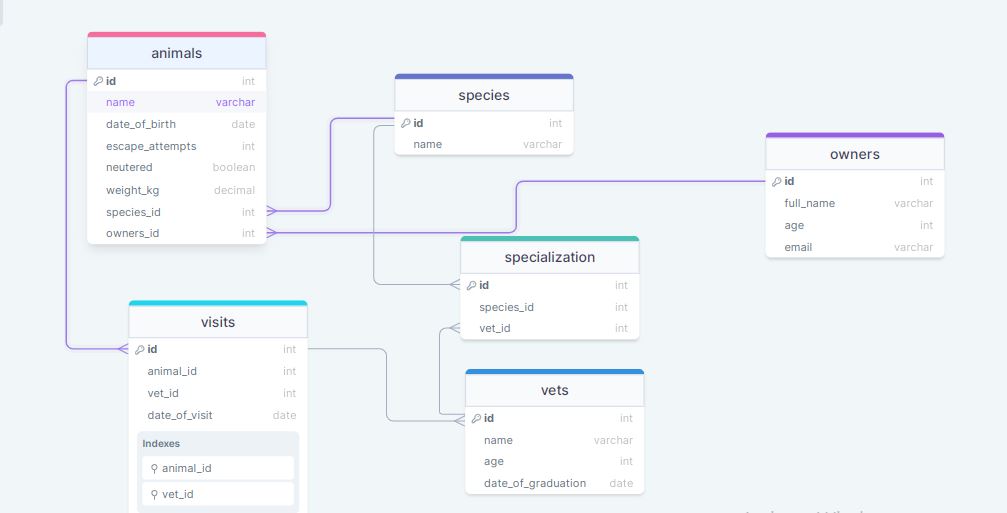 animals
id int
name varchar
date_of_birth date
escape_attempts int
neutered boolean
weight_kg decimal
species_id int
owners_id int
species
id int
name varchar
owners
id int
full_name varchar
age int
email varchar
specialization
id int
species_id int
vet_id int
visits
id int
animal_id int
vet_id int
date_of_visit date
Indexes
animal_id
vet_id
vets
id int
name varchar
age int
date_of_graduation date